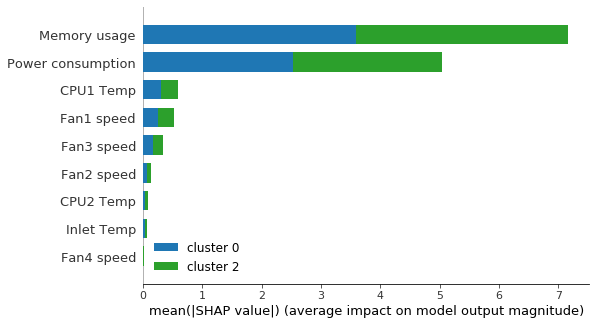 Memory usage
Power consumption
CPU1 Temp
Fan1 speed
Fan3 speed
Fan2 speed
CPU2 Temp
Inlet Temp
Fan4 speed
cluster 0
cluster 2
0 1 2 3 4 5 6 7
mean(|SHAP value|) (average impact on model output magnitude)